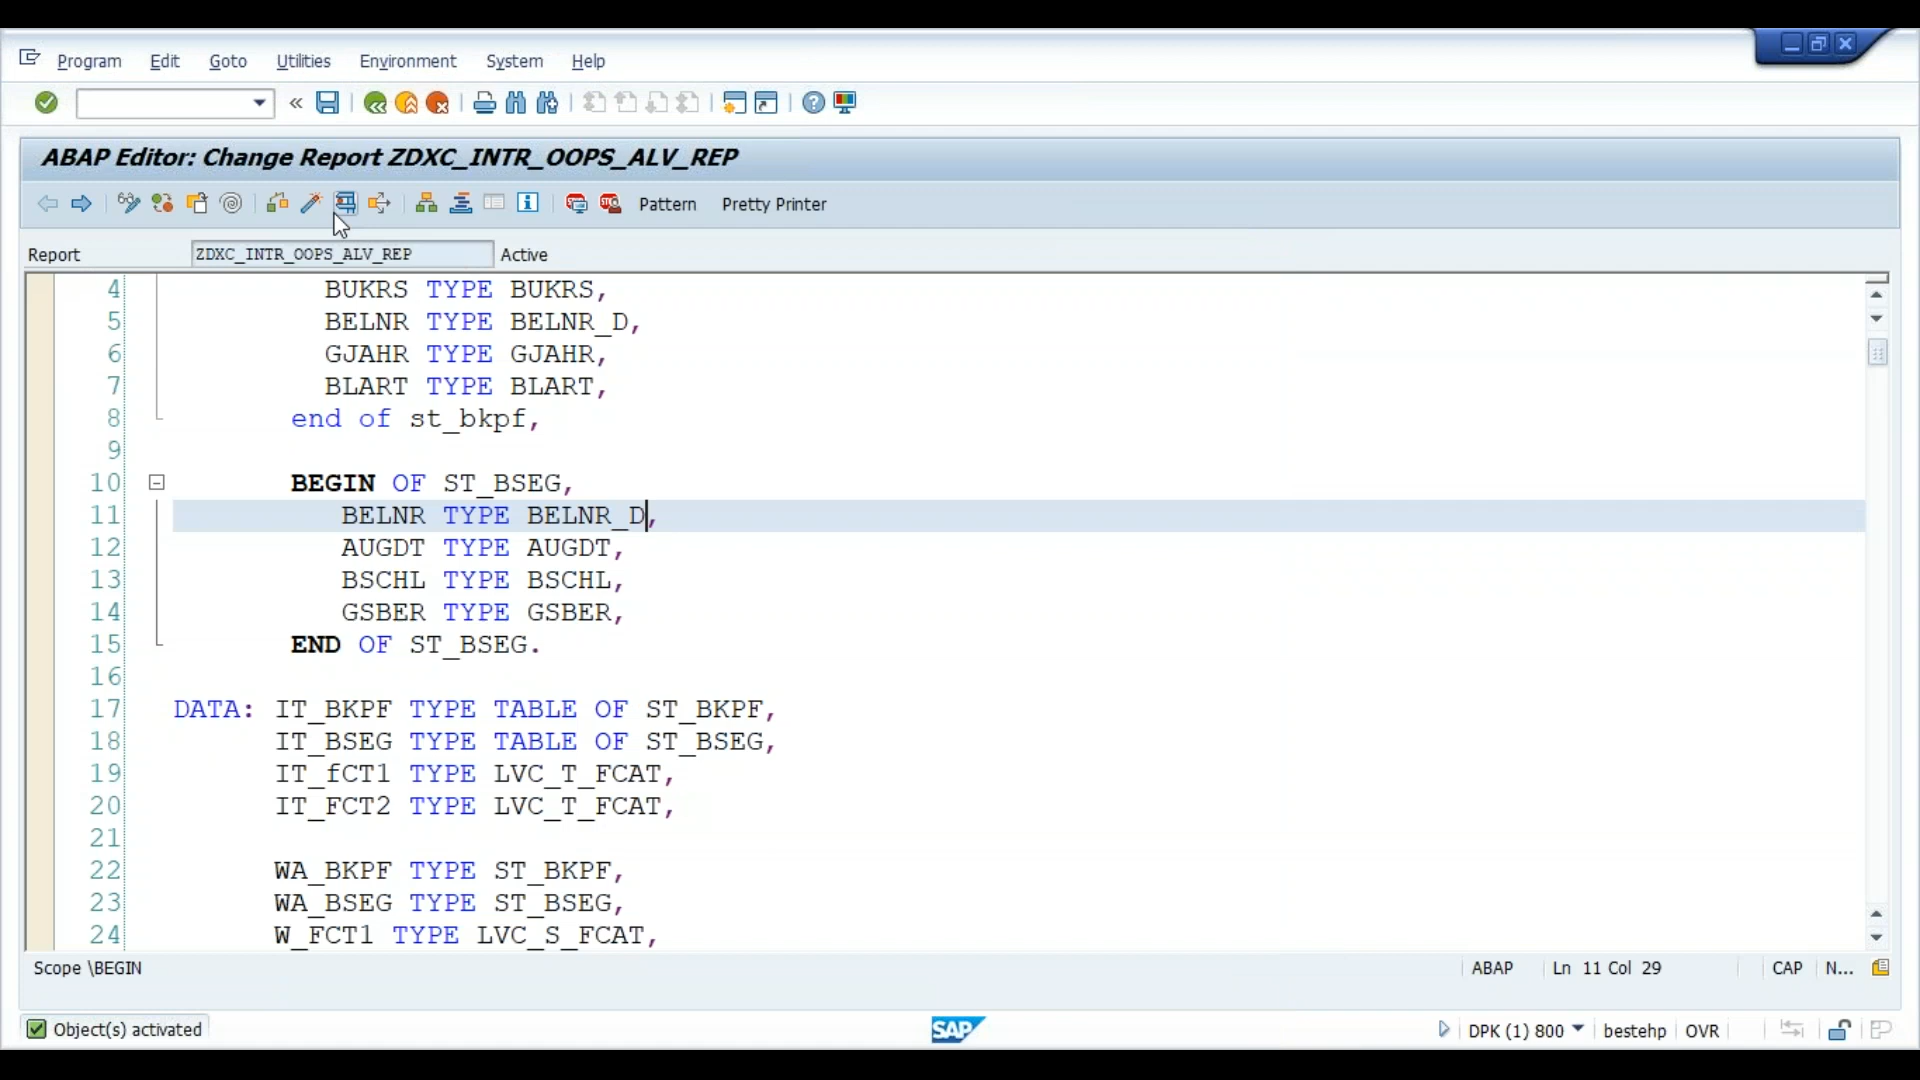 Program Edit Goto Utilities Environment System Help
«
ABAP Editor: Change Report ZDXC_INTR_OOPS_ALV_REP
Pattern Pretty Printer
Report ZDXC_INTR_OOPS_ALV_REP Active
4 BUKRS TYPE BUKRS,
5 BELNR TYPE BELNR_D,
6 GJAHR TYPE GJAHR,
7 BLART TYPE BLART,
8 end of st_bkpf,
9
10 BEGIN OF ST_BSEG,
11 BELNR TYPE BELNR_D,
12 AUGDT TYPE AUGDT,
13 BSCHL TYPE BSCHL,
14 GSBER TYPE GSBER,
15 END OF ST_BSEG.
16
17 DATA: IT_BKPF TYPE TABLE OF ST_BKPF,
18 IT_BSEG TYPE TABLE OF ST_BSEG,
19 IT_fCT1 TYPE LVC_T_FCAT,
20 IT_FCT2 TYPE LVC_T_FCAT,
21
22 WA_BKPF TYPE ST_BKPF,
23 WA_BSEG TYPE ST_BSEG,
24 W_FCT1 TYPE LVC_S_FCAT,
Scope \BEGIN ABAP Ln 11 Col 29 CAP N...
Object(s) activated SAP DPK (1) 800 bestehp OVR